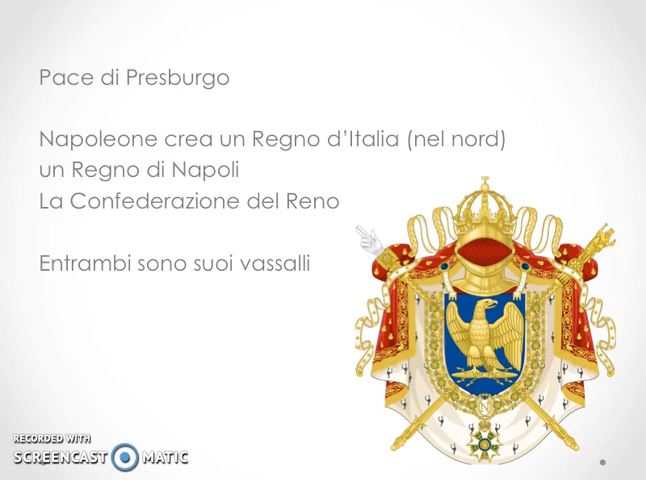 Pace di Presburgo
Napoleone crea un Regno d'Italia (nel nord)
un Regno di Napoli
La Confederazione del Reno
Entrambi sono suoi vassalli
RECORDED WITH
SCREENCAST MATIC